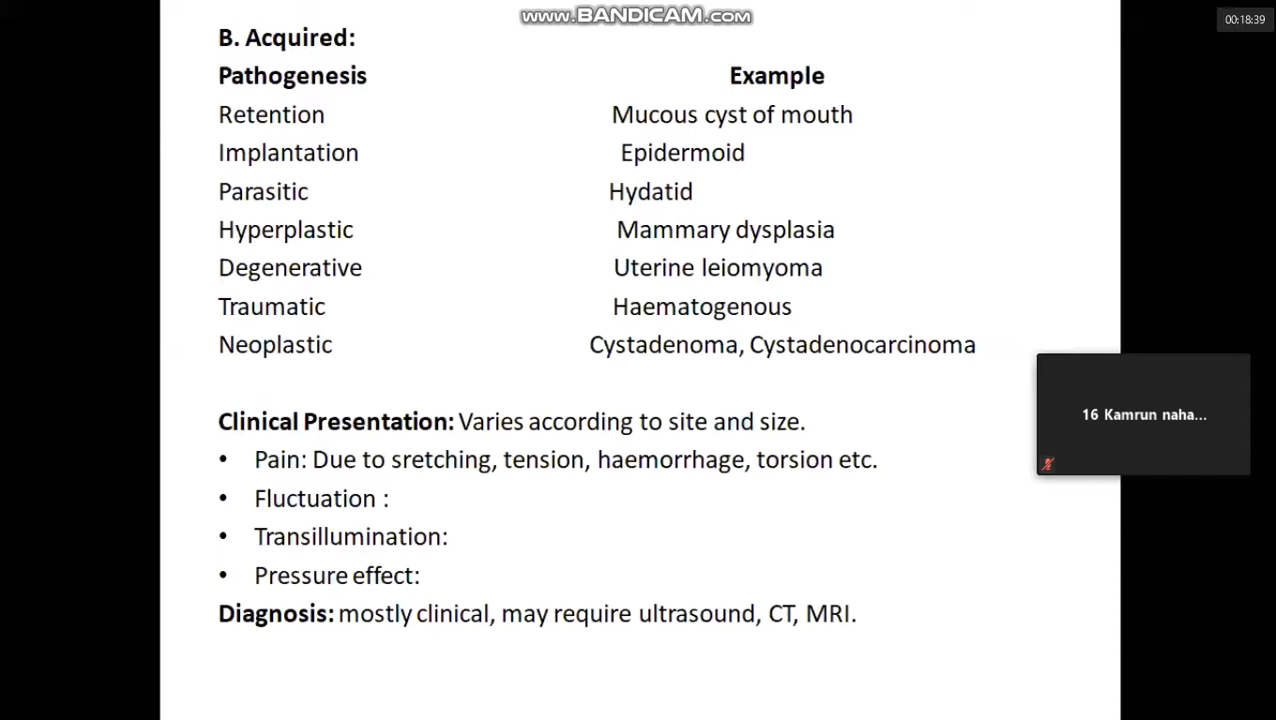 www.BANDICAM.com
00:18:39
B. Acquired:
Pathogenesis Example
Retention Mucous cyst of mouth
Implantation Epidermoid
Parasitic Hydatid
Hyperplastic Mammary dysplasia
Degenerative Uterine leiomyoma
Traumatic Haematogenous
Neoplastic Cystadenoma, Cystadenocarcinoma
16 Kamrun naha...
Clinical Presentation: Varies according to site and size.
• Pain: Due to sretching, tension, haemorrhage, torsion etc.
• Fluctuation :
• Transillumination:
• Pressure effect:
Diagnosis: mostly clinical, may require ultrasound, CT, MRI.